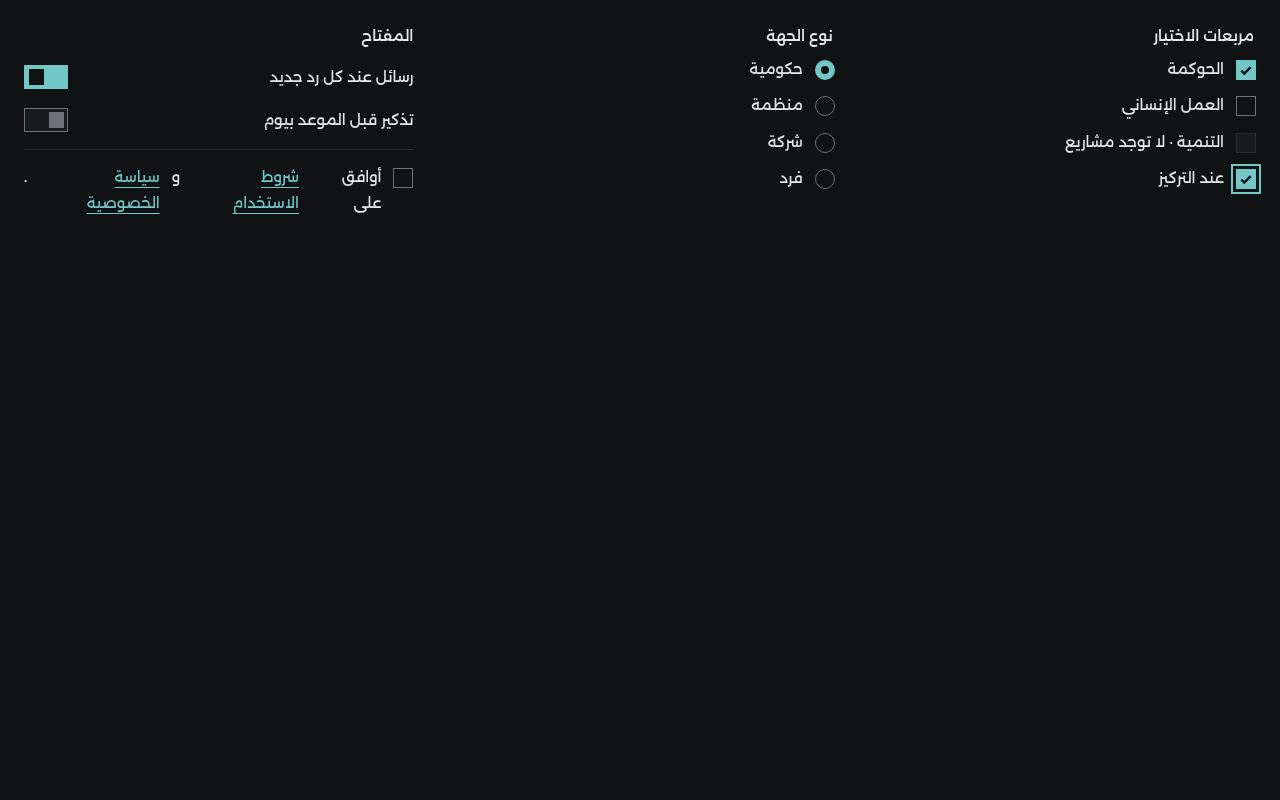 مربعات الاختيار
الحوكمة
العمل الإنساني
التنمية · لا توجد مشاريع
عند التركيز
نوع الجهة
حكومية
منظمة
شركة
فرد
المفتاح
رسائل عند كل رد جديد
تذكير قبل الموعد بيوم
أوافق على
شروط الاستخدام
و
سياسة الخصوصية
.